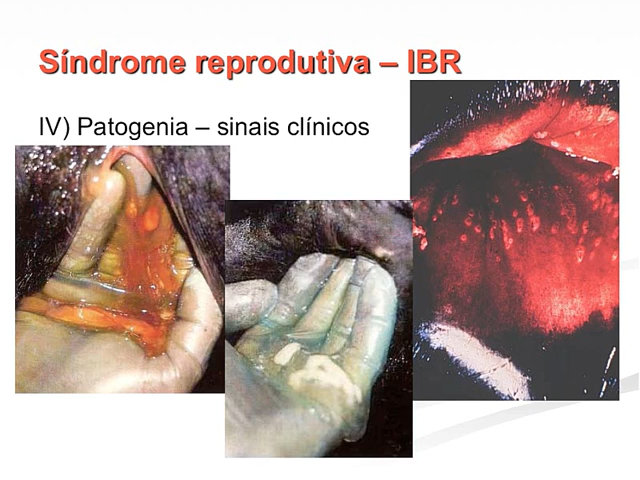 Síndrome reprodutiva – IBR
IV) Patogenia – sinais clínicos